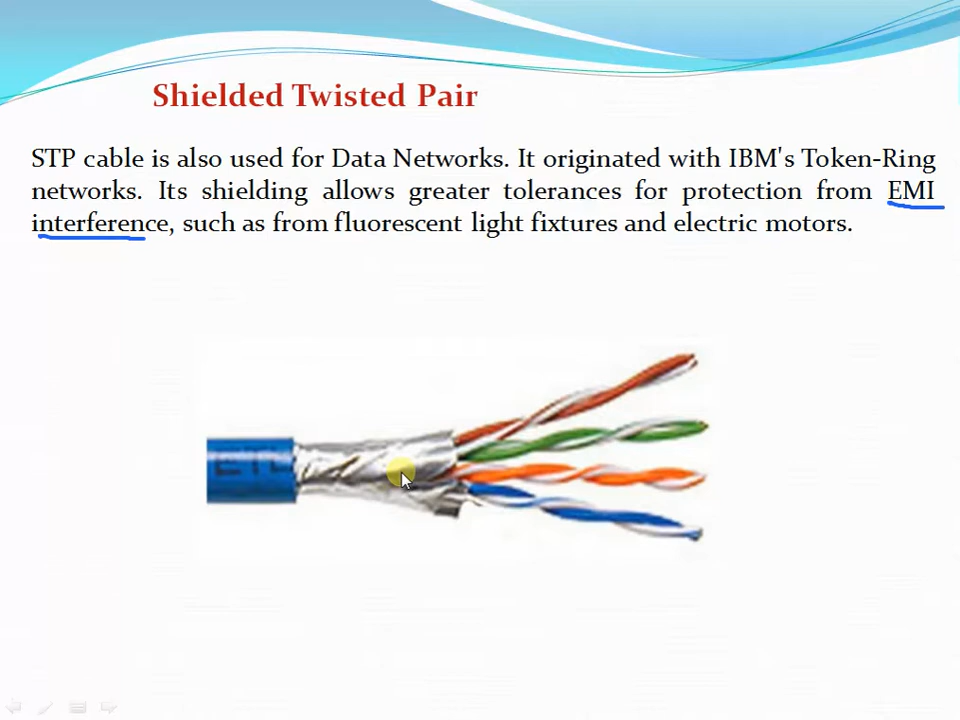 Shielded Twisted Pair
STP cable is also used for Data Networks. It originated with IBM's Token-Ring
networks. Its shielding allows greater tolerances for protection from EMI
interference, such as from fluorescent light fixtures and electric motors.
ETL